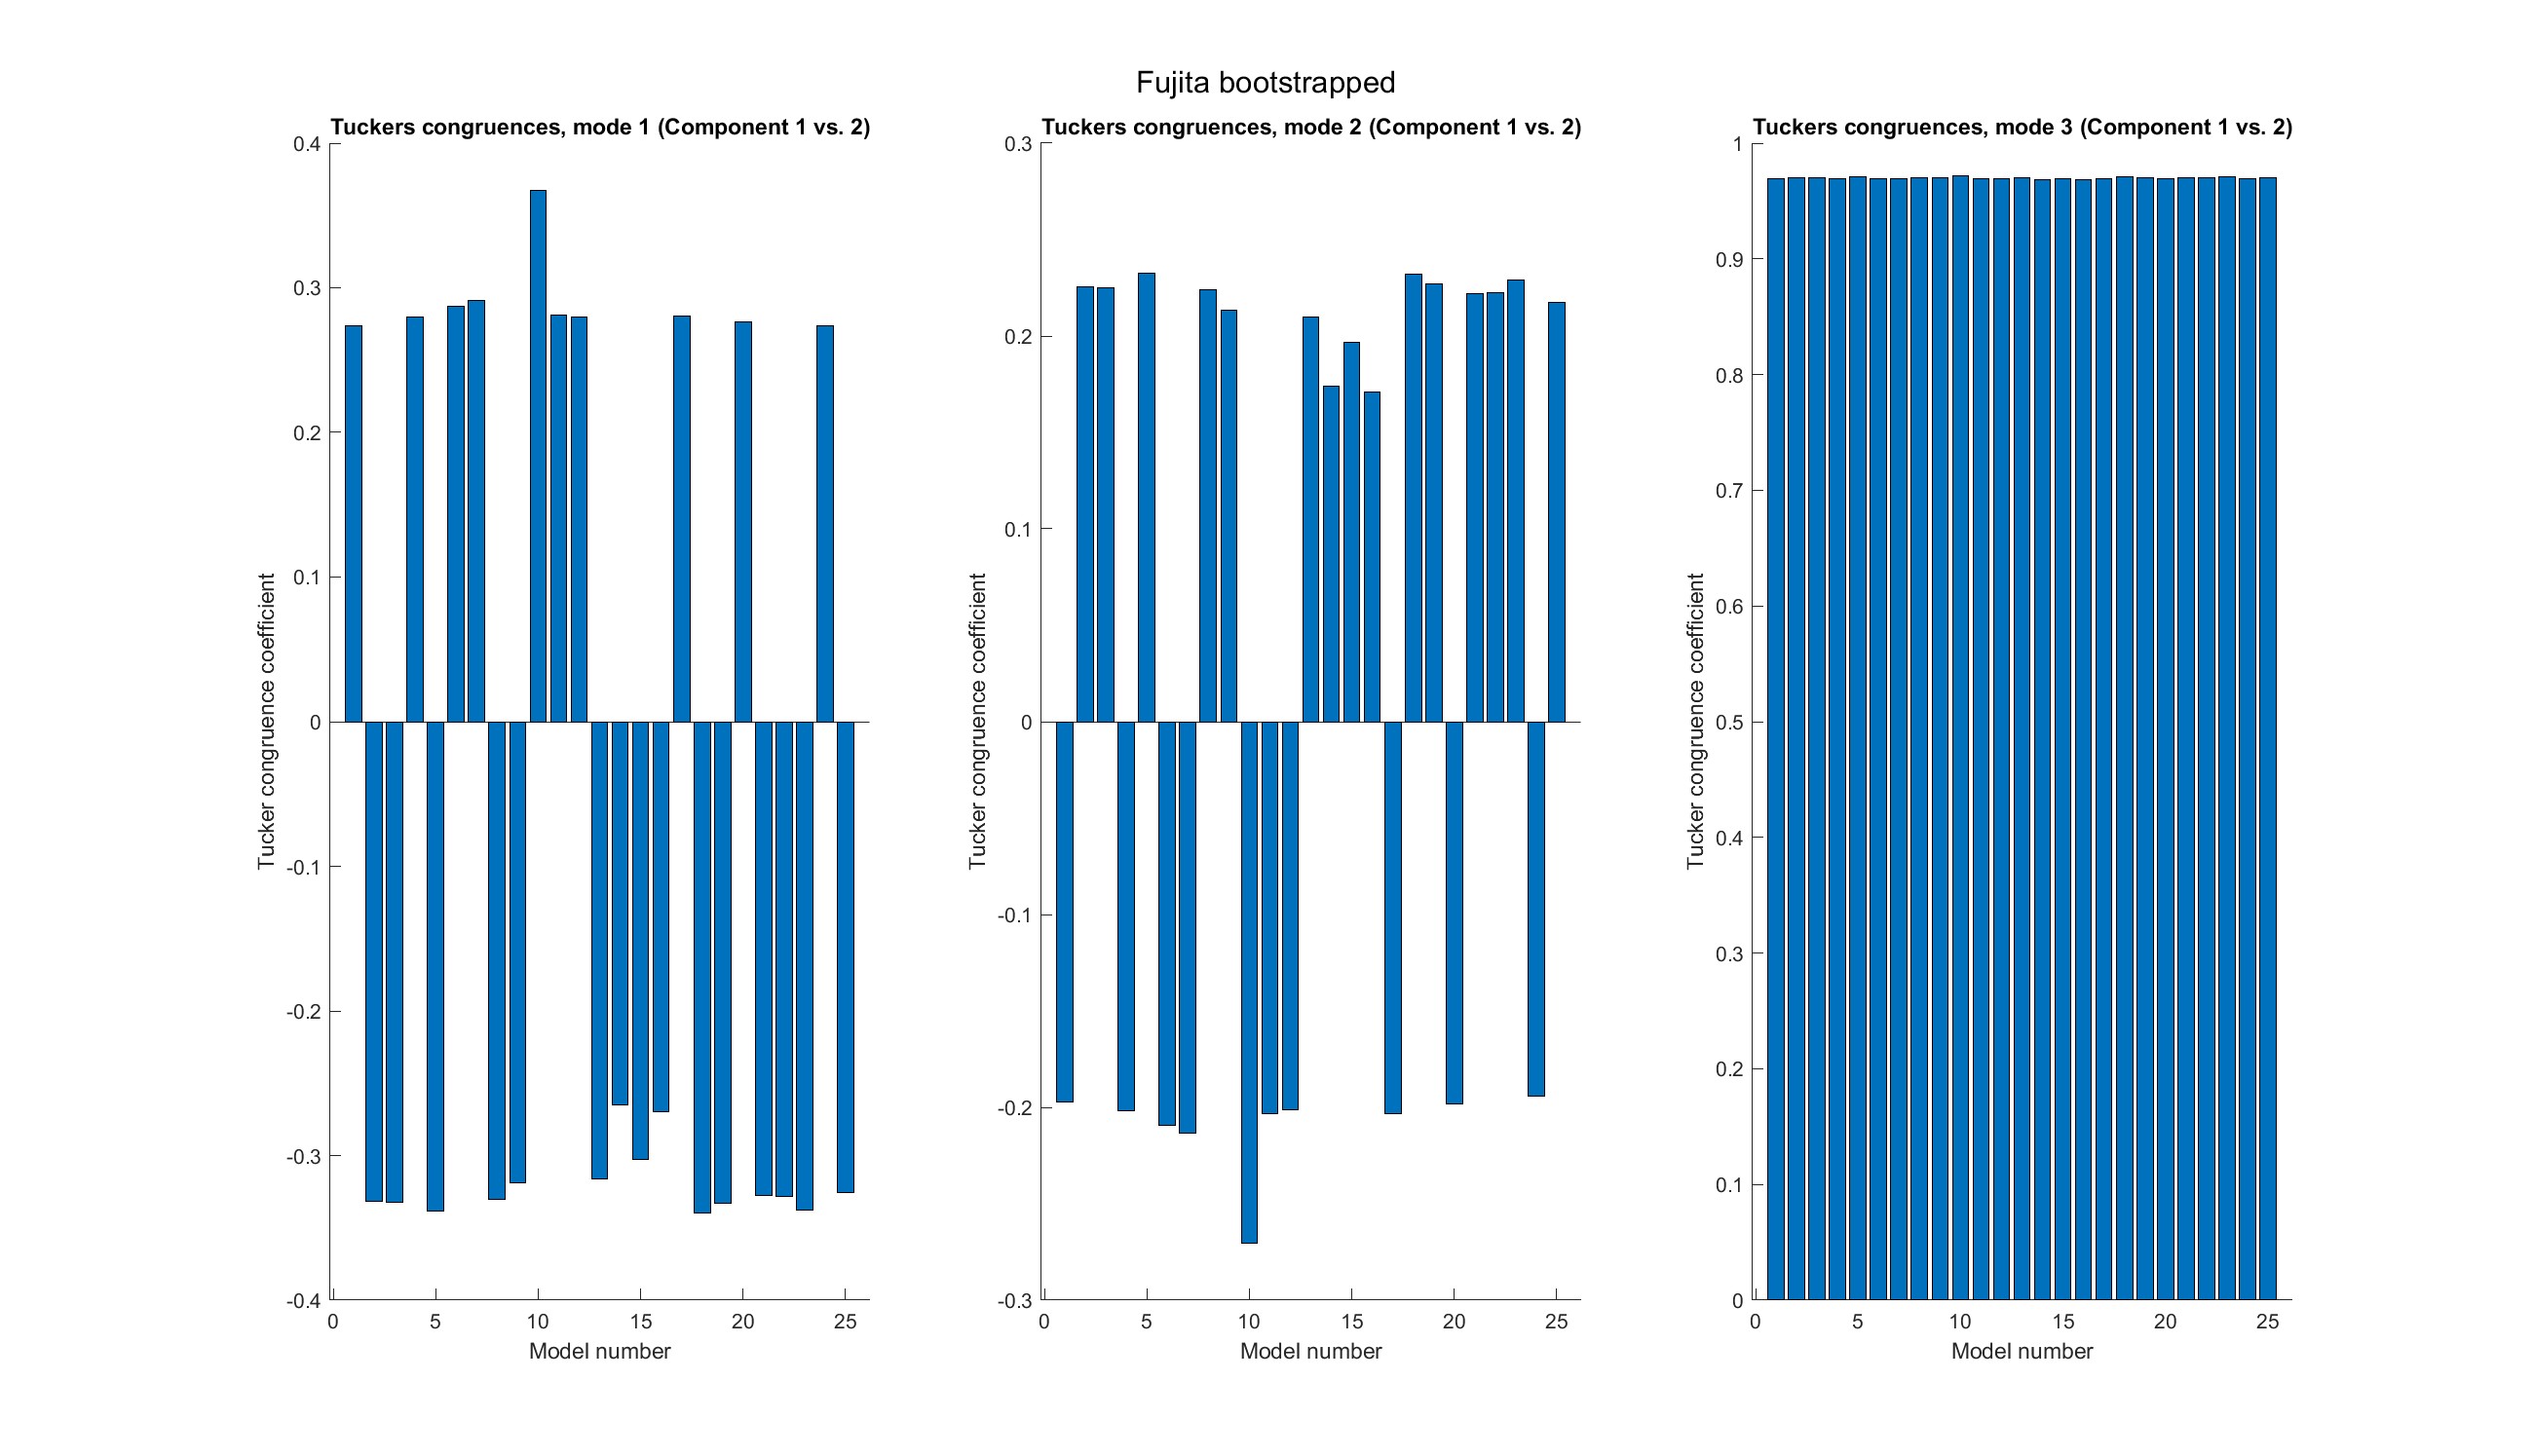 Fujita bootstrapped
Tuckers congruences, mode 1 (Component 1 vs. 2)
0.4
0.3
0.2
0.1
0
-0.1
-0.2
-0.3
-0.4
Tucker congruence coefficient
0 5 10 15 20 25
Model number
Tuckers congruences, mode 2 (Component 1 vs. 2)
0.3
0.2
0.1
0
-0.1
-0.2
-0.3
Tucker congruence coefficient
0 5 10 15 20 25
Model number
Tuckers congruences, mode 3 (Component 1 vs. 2)
1
0.9
0.8
0.7
0.6
0.5
0.4
0.3
0.2
0.1
0
Tucker congruence coefficient
0 5 10 15 20 25
Model number